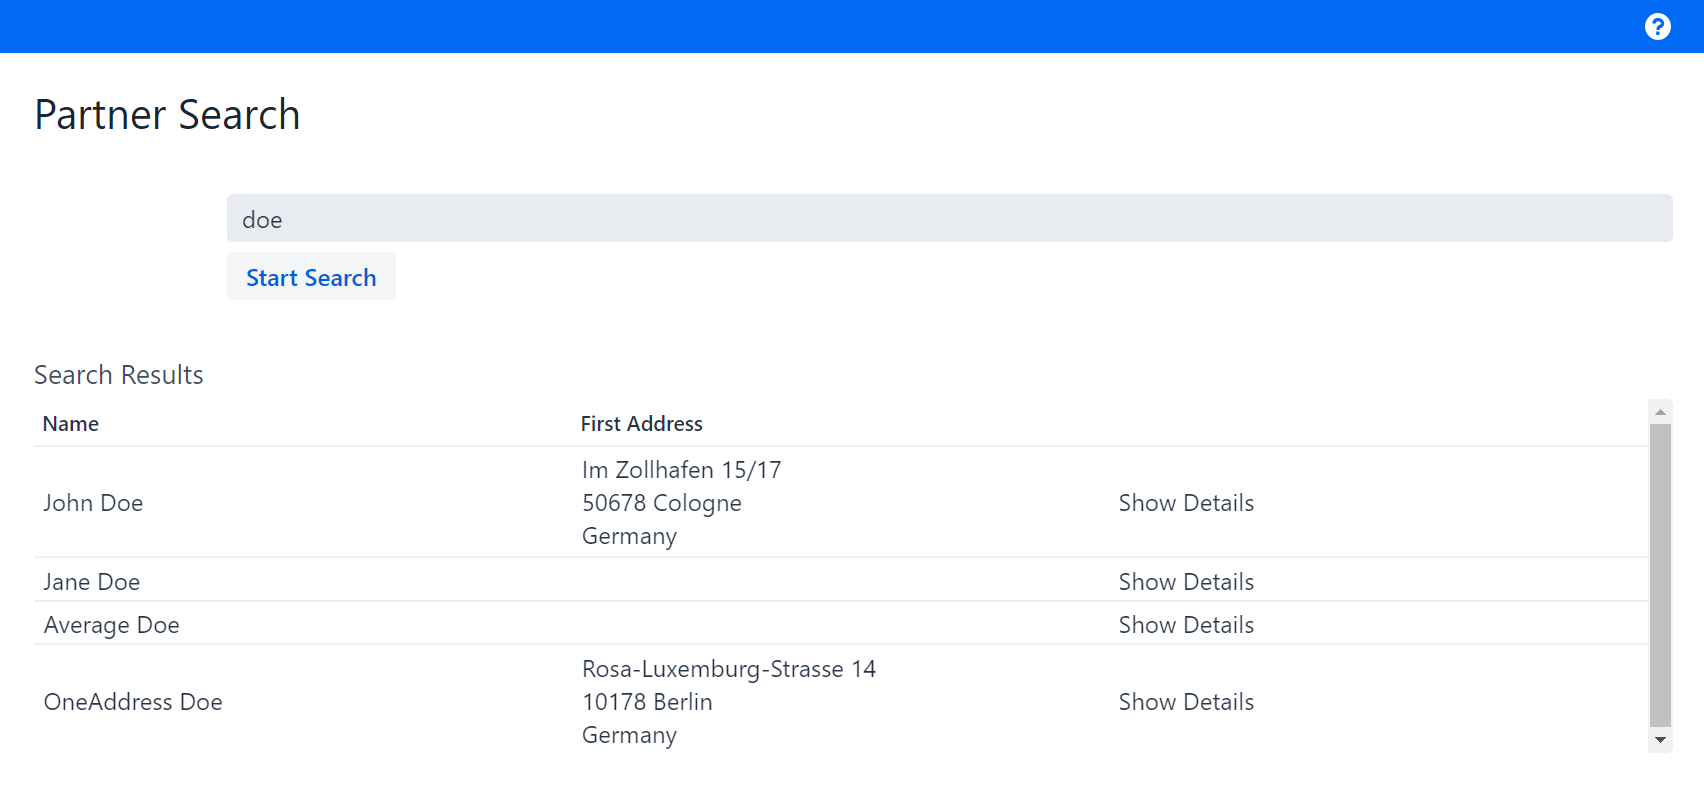 ?
Partner Search
doe
Start Search
Search Results
Name First Address
Im Zollhafen 15/17
John Doe 50678 Cologne Show Details
Germany
Jane Doe Show Details
Average Doe Show Details
Rosa-Luxemburg-Strasse 14
OneAddress Doe 10178 Berlin Show Details
Germany